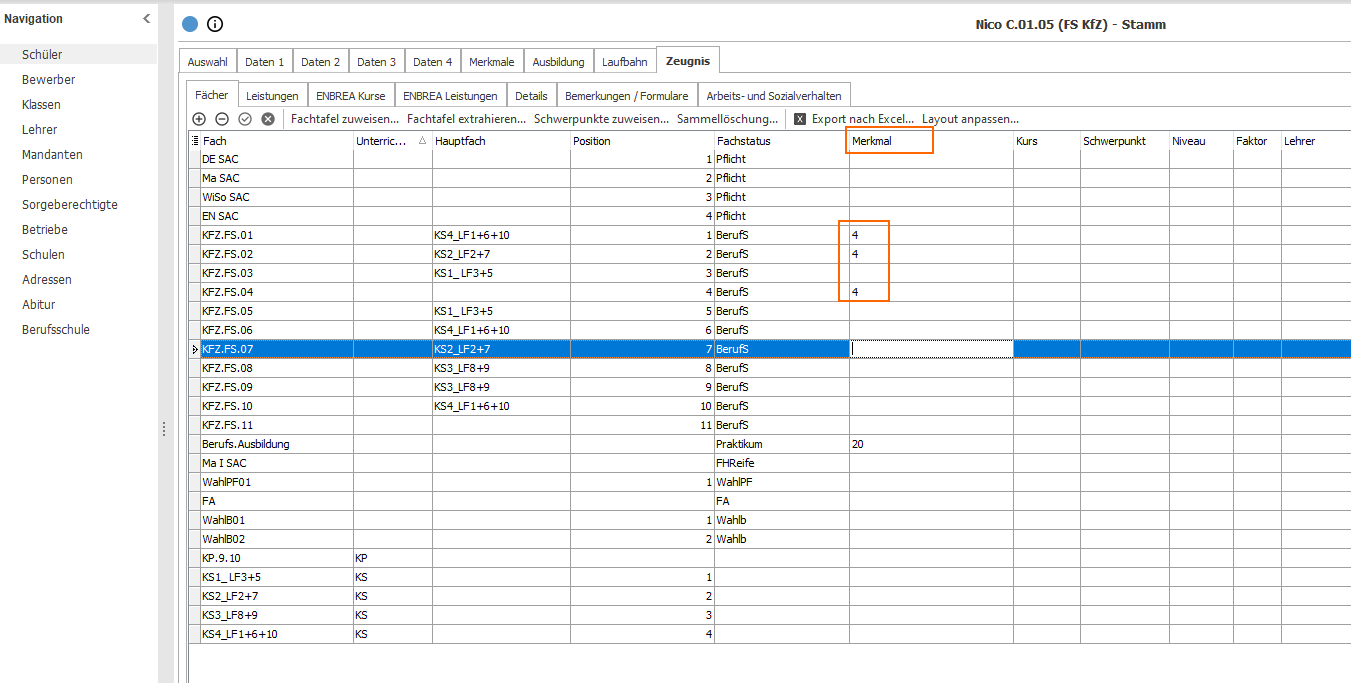 Navigation
Schüler
Bewerber
Klassen
Lehrer
Mandanten
Personen
Sorgeberechtigte
Betriebe
Schulen
Adressen
Abitur
Berufsschule
Nico C.01.05 (FS KfZ) - Stamm
Auswahl Daten 1 Daten 2 Daten 3 Daten 4 Merkmale Ausbildung Laufbahn Zeugnis
Fächer Leistungen ENBREA Kurse ENBREA Leistungen Details Bemerkungen / Formulare Arbeits- und Sozialverhalten
Fachtafel zuweisen... Fachtafel extrahieren... Schwerpunkte zuweisen... Sammellöschung... X Export nach Excel... Layout anpassen...
Fach Unterric... Hauptfach Position Fachstatus Merkmal Kurs Schwerpunkt Niveau Faktor Lehrer
DE SAC 1 Pflicht
Ma SAC 2 Pflicht
WiSo SAC 3 Pflicht
EN SAC 4 Pflicht
KFZ.FS.01 KS4_LF1+6+10 1 BerufS 4
KFZ.FS.02 KS2_LF2+7 2 BerufS 4
KFZ.FS.03 KS1_ LF3+5 3 BerufS
KFZ.FS.04 4 BerufS 4
KFZ.FS.05 KS1_ LF3+5 5 BerufS
KFZ.FS.06 KS4_LF1+6+10 6 BerufS
KFZ.FS.07 KS2_LF2+7 7 BerufS
KFZ.FS.08 KS3_LF8+9 8 BerufS
KFZ.FS.09 KS3_LF8+9 9 BerufS
KFZ.FS.10 KS4_LF1+6+10 10 BerufS
KFZ.FS.11 11 BerufS
Berufs.Ausbildung Praktikum 20
Ma I SAC FHReife
WahlPF01 1 WahlPF
FA FA
WahlB01 1 Wahlb
WahlB02 2 Wahlb
KP.9.10 KP
KS1_ LF3+5 KS 1
KS2_LF2+7 KS 2
KS3_LF8+9 KS 3
KS4_LF1+6+10 KS 4